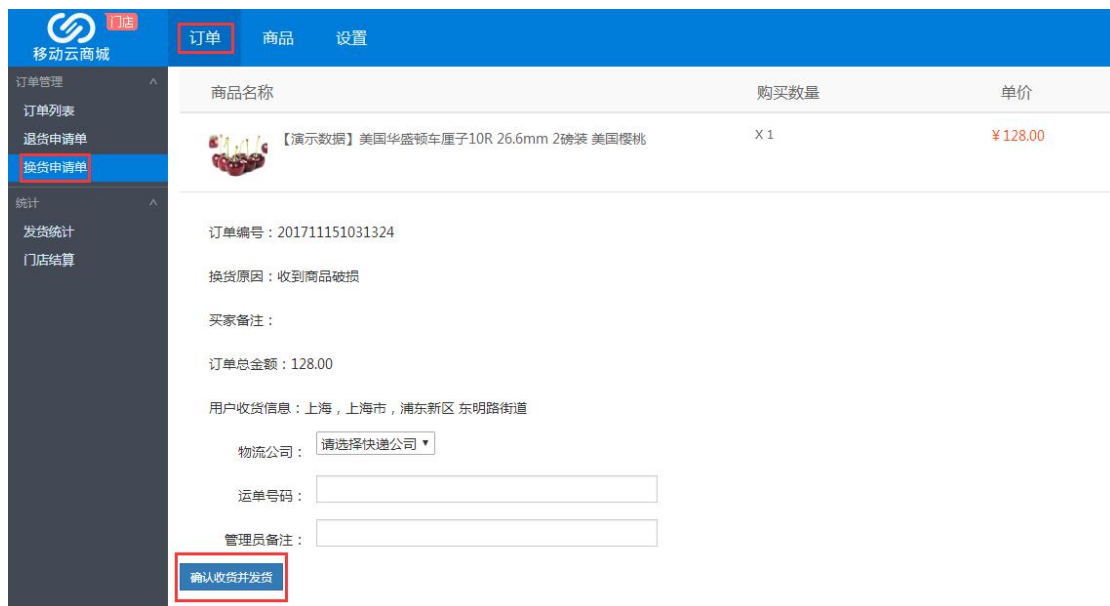 门店
移动云商城
订单 商品 设置
订单管理
订单列表
退货申请单
换货申请单
统计
发货统计
门店结算
商品名称 购买数量 单价
【演示数据】美国华盛顿车厘子10R 26.6mm 2磅装 美国樱桃 X 1 ¥128.00
订单编号：201711151031324
换货原因：收到商品破损
买家备注：
订单总金额：128.00
用户收货信息：上海，上海市，浦东新区 东明路街道
物流公司： 请选择快递公司
运单号码：
管理员备注：
确认收货并发货